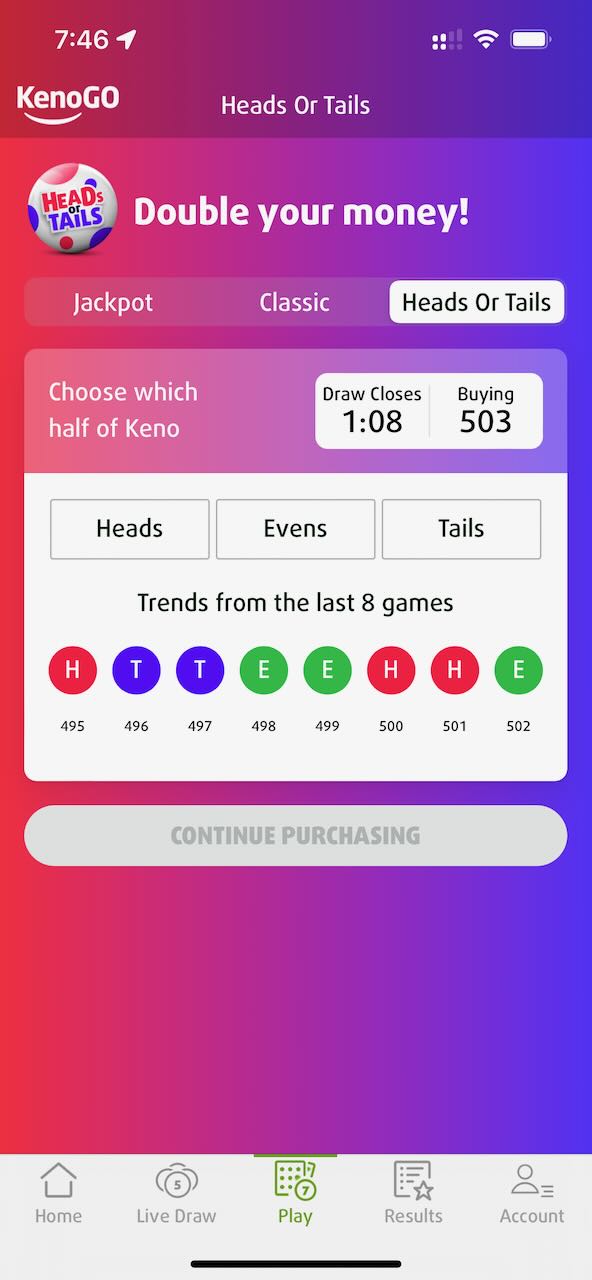 7:46
KenoGO
Heads Or Tails
HEADs
or
TAILS
Double your money!
Jackpot
Classic
Heads Or Tails
Choose which
half of Keno
Draw Closes
1:08
Buying
503
Heads
Evens
Tails
Trends from the last 8 games
H T T E E H H E
495 496 497 498 499 500 501 502
CONTINUE PURCHASING
5
7
Home
Live Draw
Play
Results
Account